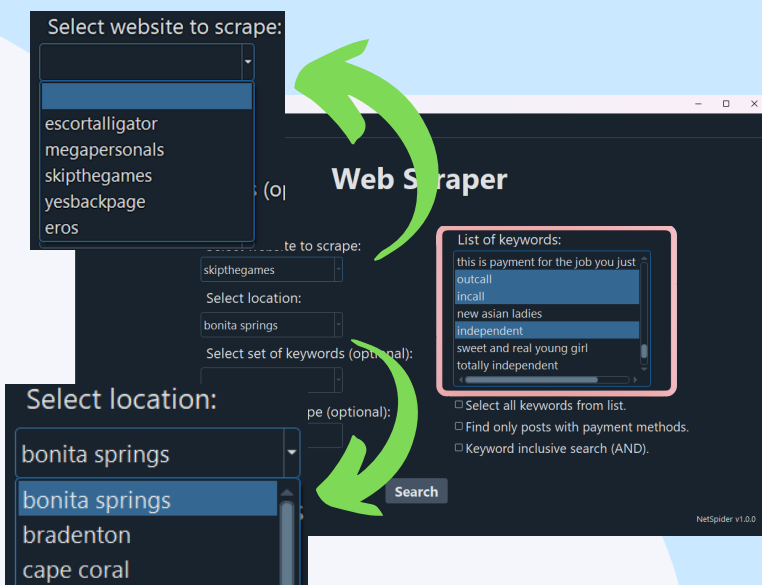 Select website to scrape:
escortalligator
megapersonals
skipthegames
yesbackpage
eros
Web Scraper
to scrape:
skipthegames
Select location:
bonita springs
Select set of keywords (optional):
(optional):
Search
List of keywords:
this is payment for the job you just
outcall
incall
new asian ladies
independent
sweet and real young girl
totally independent
Select all keywords from list.
Find only posts with payment methods.
Keyword inclusive search (AND).
NetSpider v1.0.0
Select location:
bonita springs
bonita springs
bradenton
cape coral